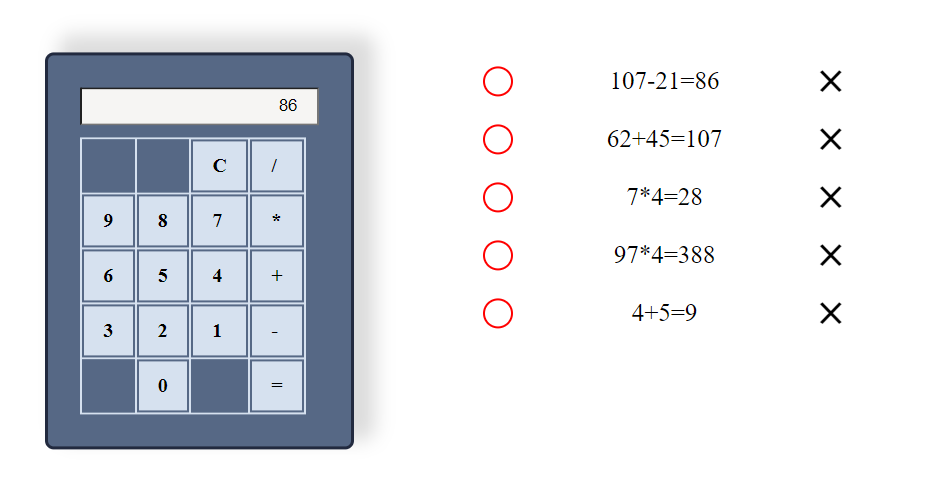 86
C /
9 8 7 *
6 5 4 +
3 2 1 -
0 =
107-21=86
62+45=107
7*4=28
97*4=388
4+5=9